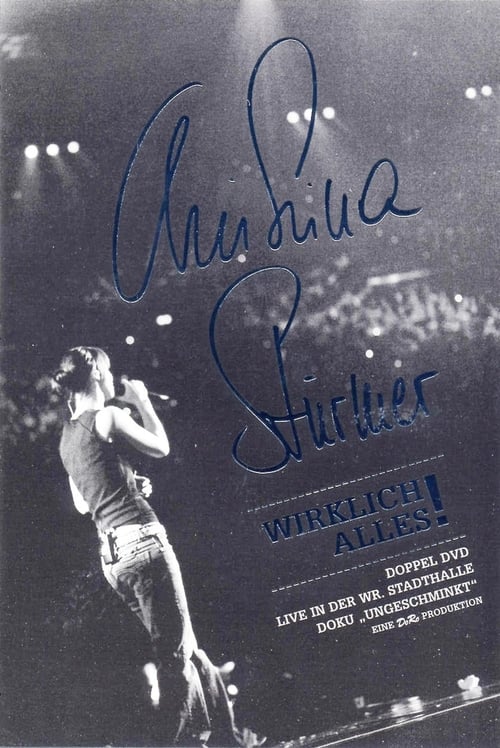 Christina
Stürmer
WIRKLICH
ALLES!
DOPPEL DVD
LIVE IN DER WR. STADTHALLE
DOKU „UNGESCHMINKT“
EINE DoRo PRODUKTION